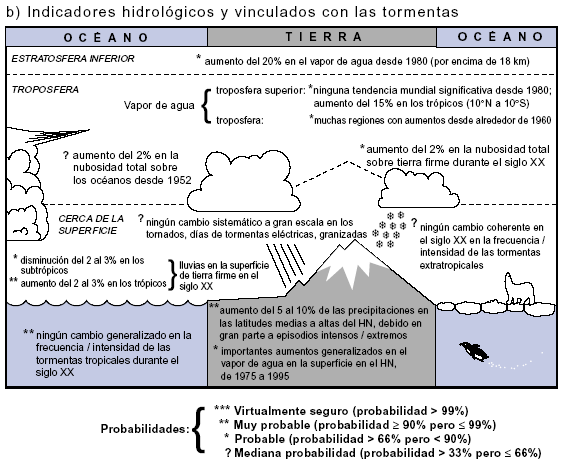 b) Indicadores hidrológicos y vinculados con las tormentas
OCÉANO
TIERRA
OCÉANO
ESTRATOSFERA INFERIOR
* aumento del 20% en el vapor de agua desde 1980 (por encima de 18 km)
TROPOSFERA
Vapor de agua
troposfera superior: *ninguna tendencia mundial significativa desde 1980;
aumento del 15% en los trópicos (10°N a 10°S)
troposfera: *muchas regiones con aumentos desde alrededor de 1960
? aumento del 2% en la
nubosidad total sobre
los océanos desde 1952
* aumento del 2% en la nubosidad total
sobre tierra firme durante el siglo XX
CERCA DE LA
SUPERFICIE
? ningún cambio sistemático a gran escala en los
tornados, días de tormentas eléctricas, granizadas
? ningún cambio coherente en
el siglo XX en la frecuencia /
intensidad de las tormentas
extratropicales
* disminución del 2 al 3% en los
subtrópicos
** aumento del 2 al 3% en los trópicos
lluvias en la superficie
de tierra firme en el
siglo XX
** ningún cambio generalizado en la
frecuencia / intensidad de las
tormentas tropicales durante el
siglo XX
** aumento del 5 al 10% de las precipitaciones en
las latitudes medias a altas del HN, debido en
gran parte a episodios intensos / extremos
* importantes aumentos generalizados en el
vapor de agua en la superficie en el HN,
de 1975 a 1995
Probabilidades:
*** Virtualmente seguro (probabilidad > 99%)
** Muy probable (probabilidad ≥ 90% pero ≤ 99%)
* Probable (probabilidad > 66% pero < 90%)
? Mediana probabilidad (probabilidad > 33% pero ≤ 66%)